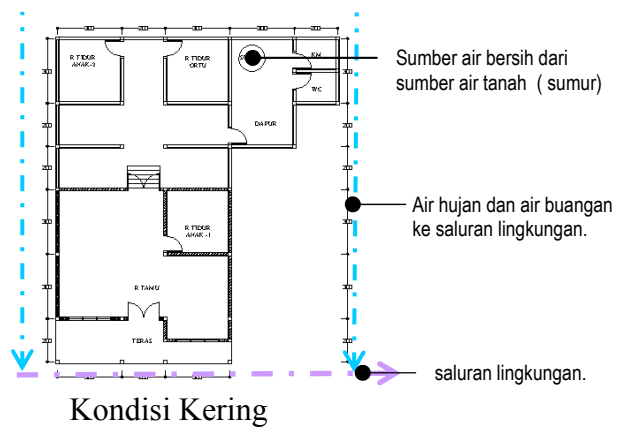 R TIDUR
ANAK-2
R TIDUR
ORTU
KM
WC
DAPUR
Sumber air bersih dari
sumber air tanah ( sumur)
R TIDUR
ANAK -1
Air hujan dan air buangan
ke saluran lingkungan.
R TAMU
TERAS
saluran lingkungan.
Kondisi Kering